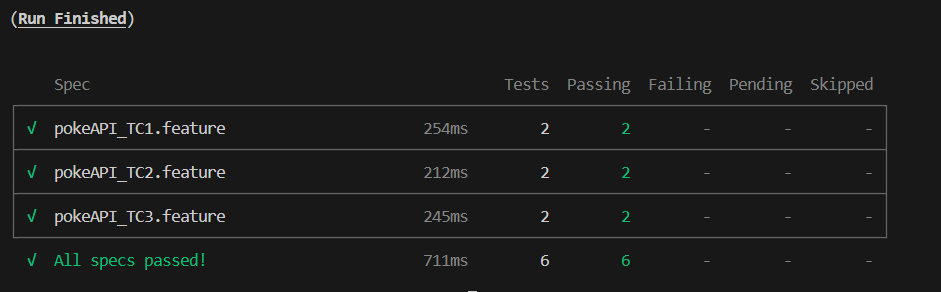 (Run Finished)
Spec Tests Passing Failing Pending Skipped
√ pokeAPI_TC1.feature 254ms 2 2 - - -
√ pokeAPI_TC2.feature 212ms 2 2 - - -
√ pokeAPI_TC3.feature 245ms 2 2 - - -
√ All specs passed! 711ms 6 6 - - -